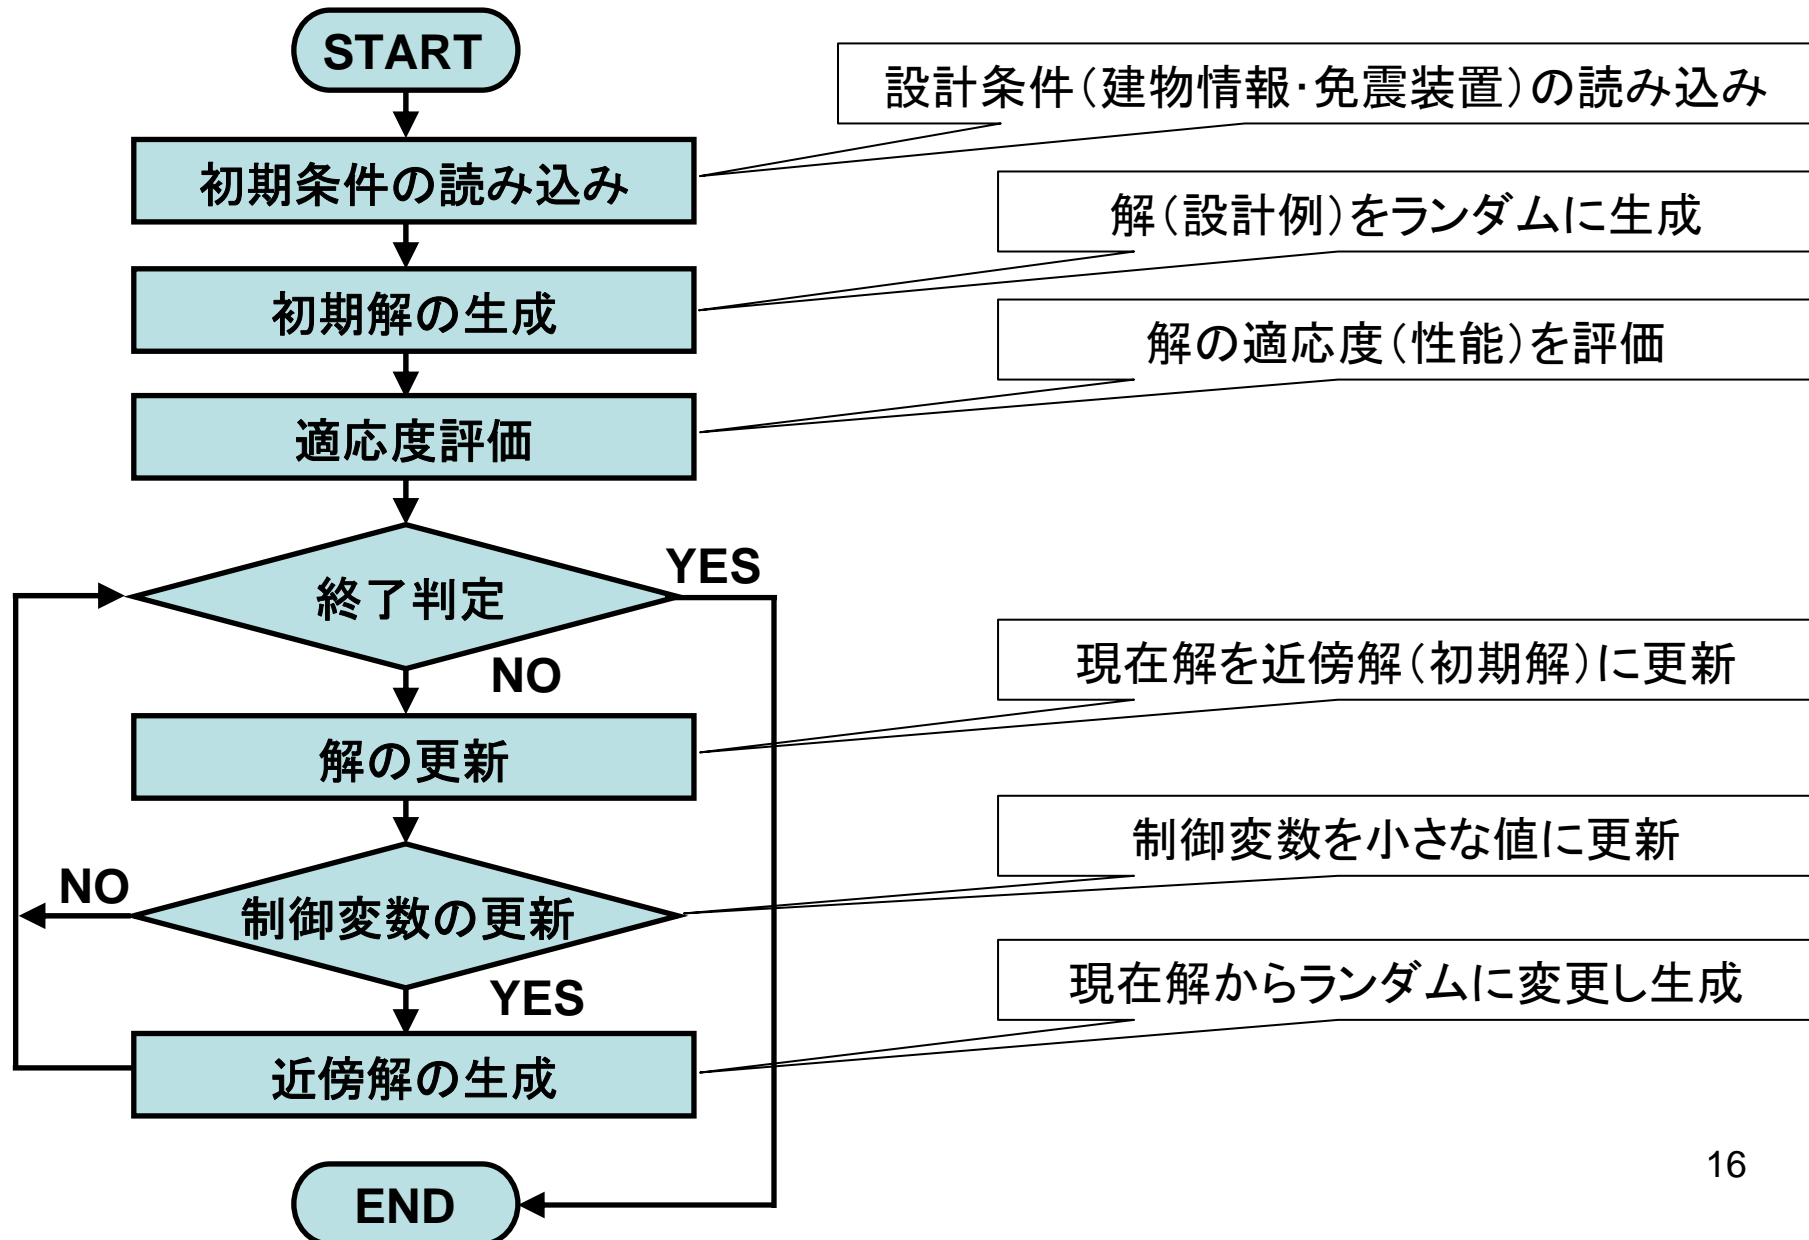 START
設計条件(建物情報・免震装置)の読み込み
初期条件の読み込み
解(設計例)をランダムに生成
初期解の生成
解の適応度(性能)を評価
適応度評価
YES
終了判定
NO
現在解を近傍解(初期解)に更新
解の更新
制御変数を小さな値に更新
NO
制御変数の更新
YES
現在解からランダムに変更し生成
近傍解の生成
16
END